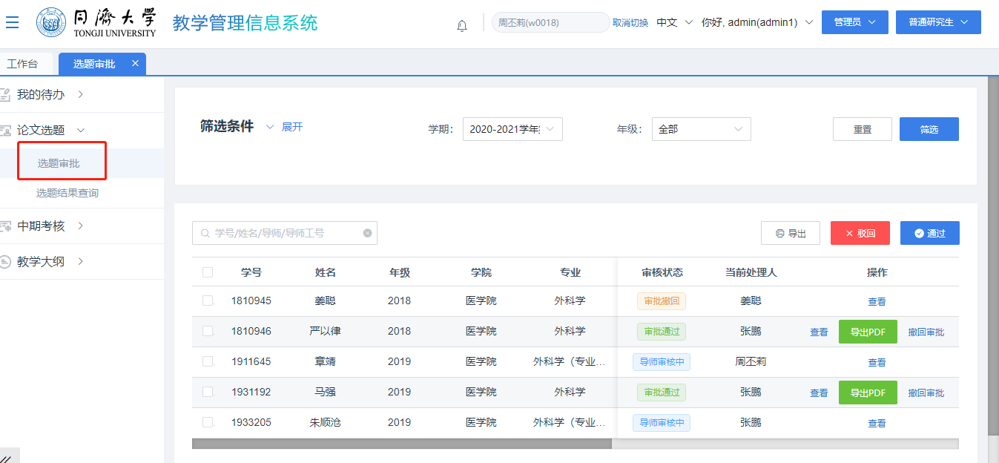 同济大学
TONGJI UNIVERSITY
教学管理信息系统
周丕莉(w0018) 取消切换 中文 你好, admin(admin1) 管理员 普通研究生
工作台 选题审批
我的待办
论文选题
选题审批
选题结果查询
中期考核
教学大纲
筛选条件 展开 学期: 2020-2021学年 年级: 全部 重置 筛选
学号/姓名/导师/导师工号 导出 驳回 通过
学号 姓名 年级 学院 专业 审核状态 当前处理人 操作
1810945 姜聪 2018 医学院 外科学 审批撤回 姜聪 查看
1810946 严以律 2018 医学院 外科学 审批通过 张鹏 查看 导出PDF 撤回审批
1911645 章靖 2019 医学院 外科学（专业... 导师审核中 周丕莉 查看
1931192 马强 2019 医学院 外科学 审批通过 张鹏 查看 导出PDF 撤回审批
1933205 朱顺沧 2019 医学院 外科学（专业... 导师审核中 张鹏 查看